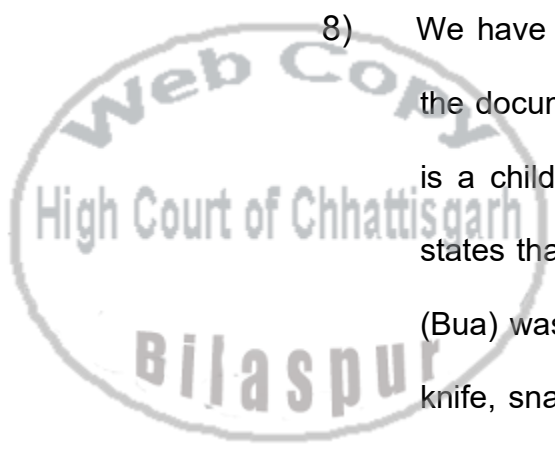 8) We have
the docum
is a child
states tha
(Bua) was
knife, sna
Web Copy
High Court of Chhattisgarh
Bilaspur